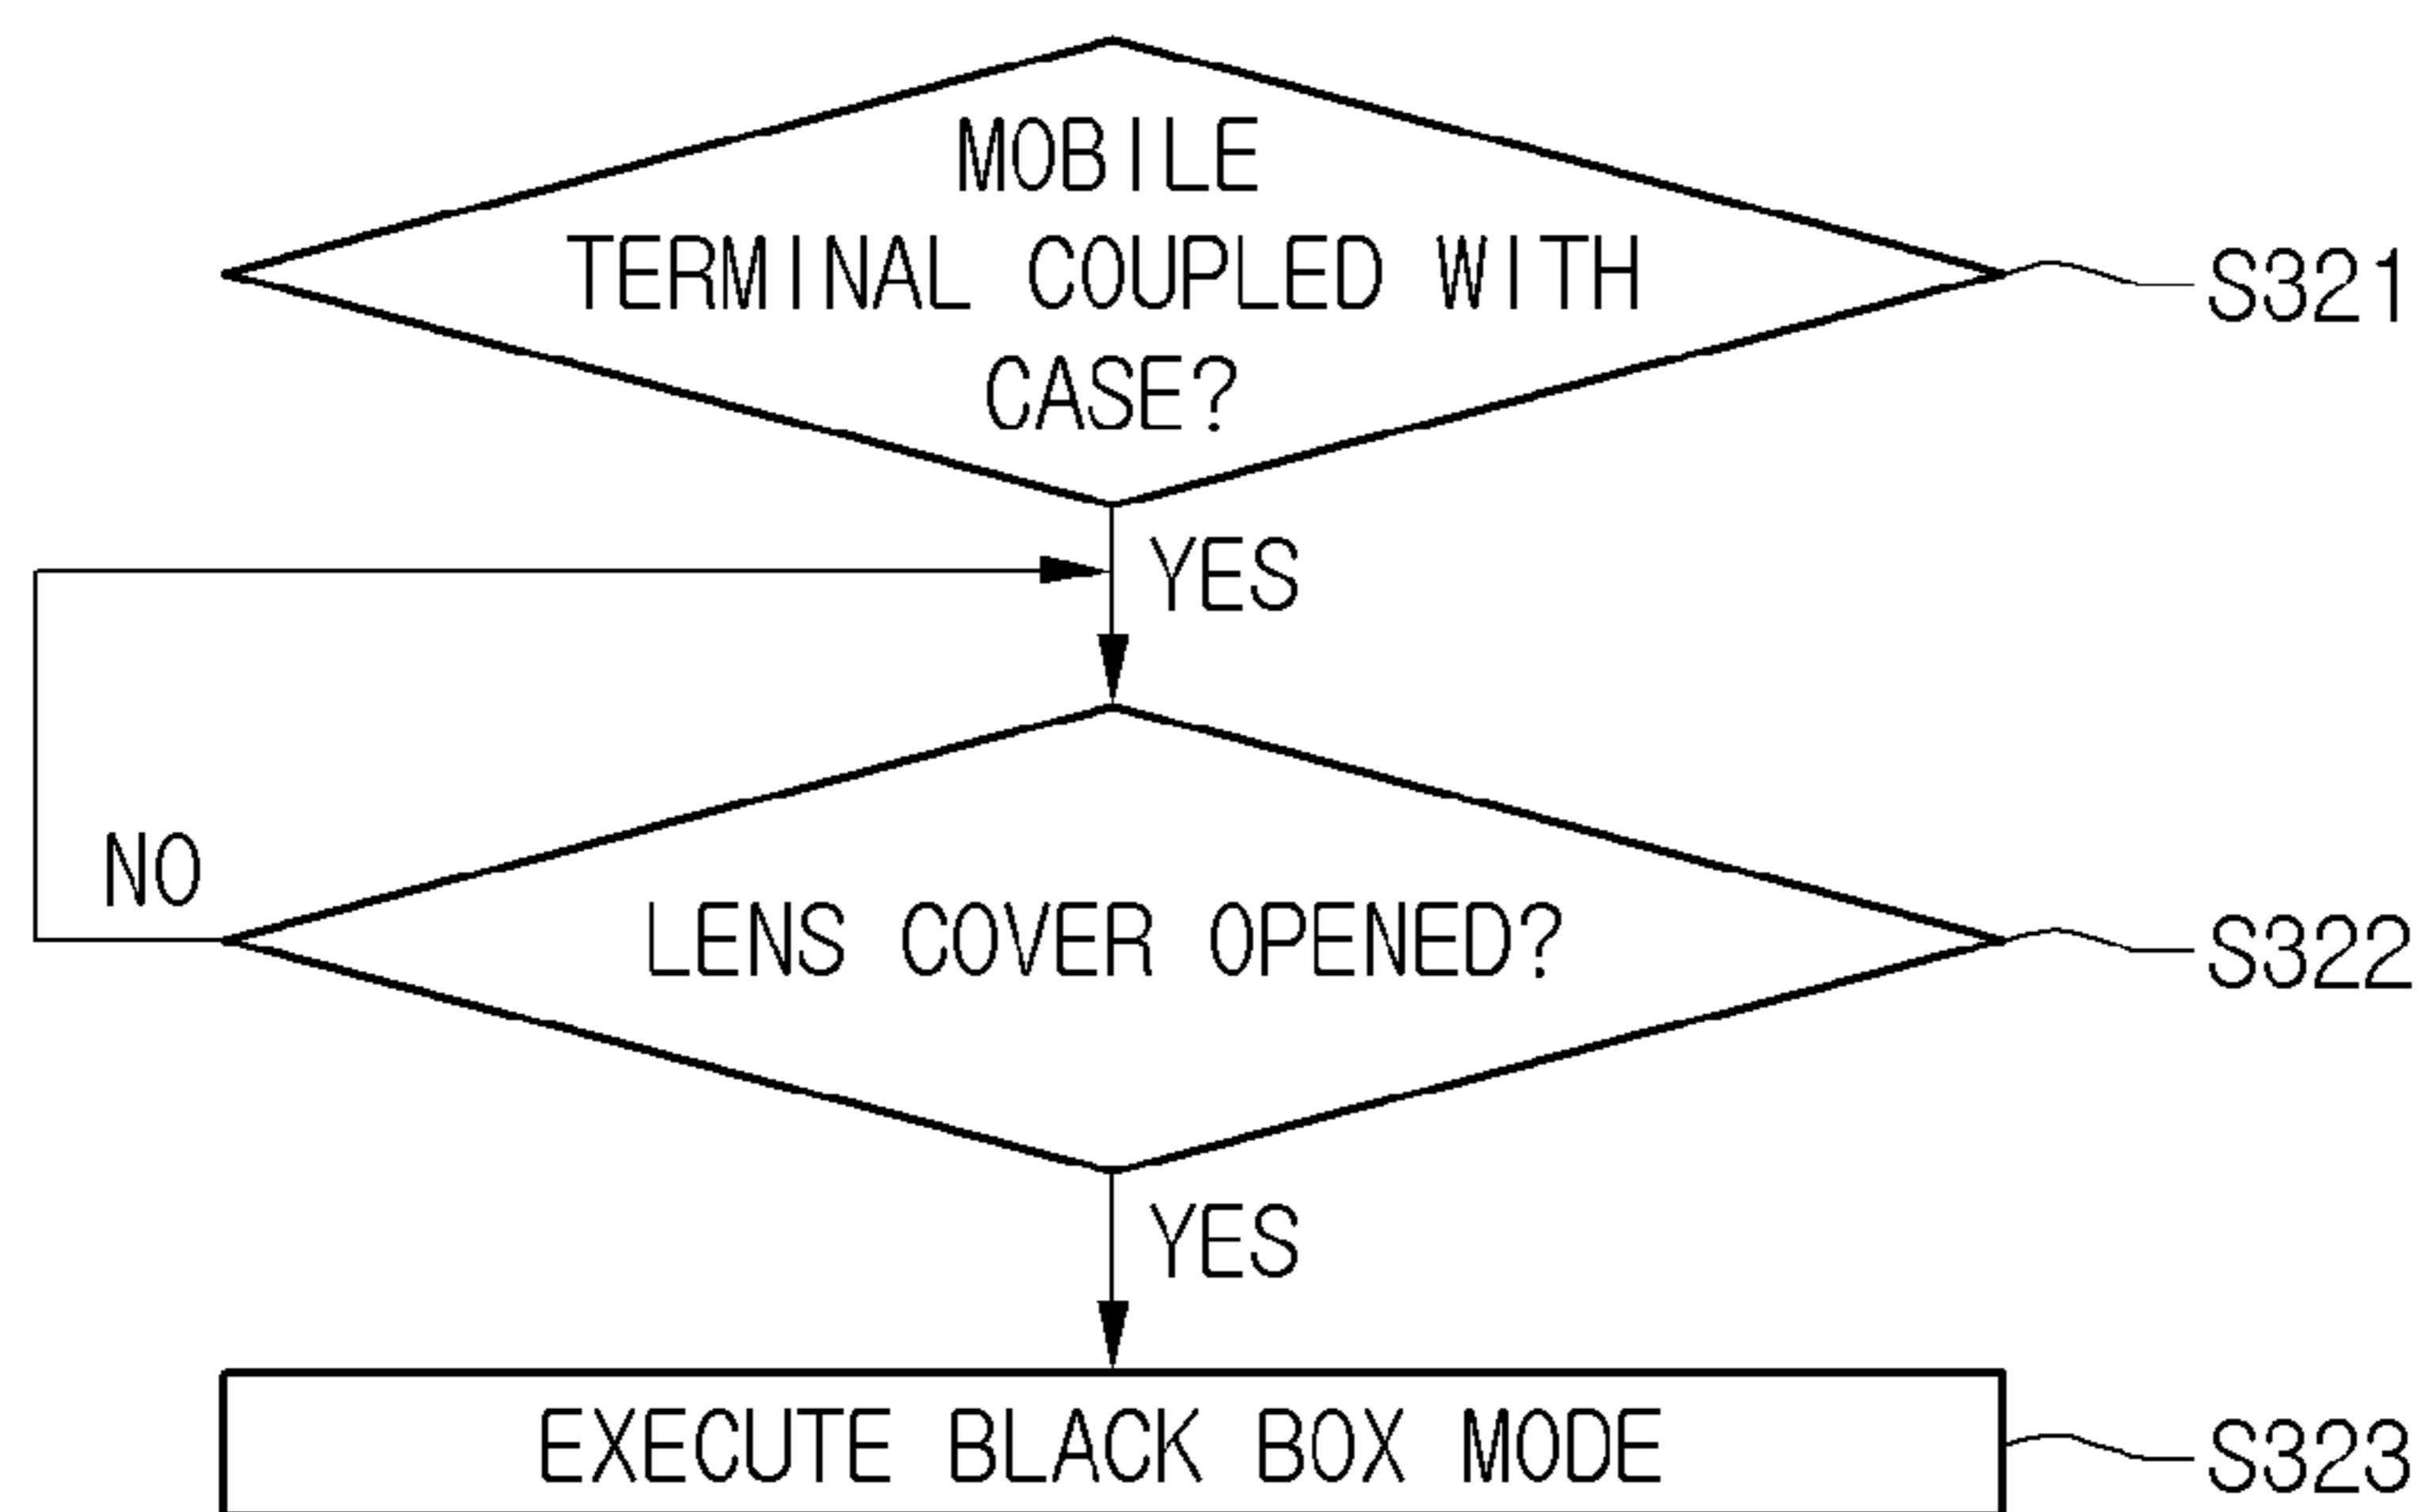 MOBILE
TERMINAL COUPLED WITH
CASE?
S321
YES
NO
LENS COVER OPENED?
S322
YES
EXECUTE BLACK BOX MODE
S323